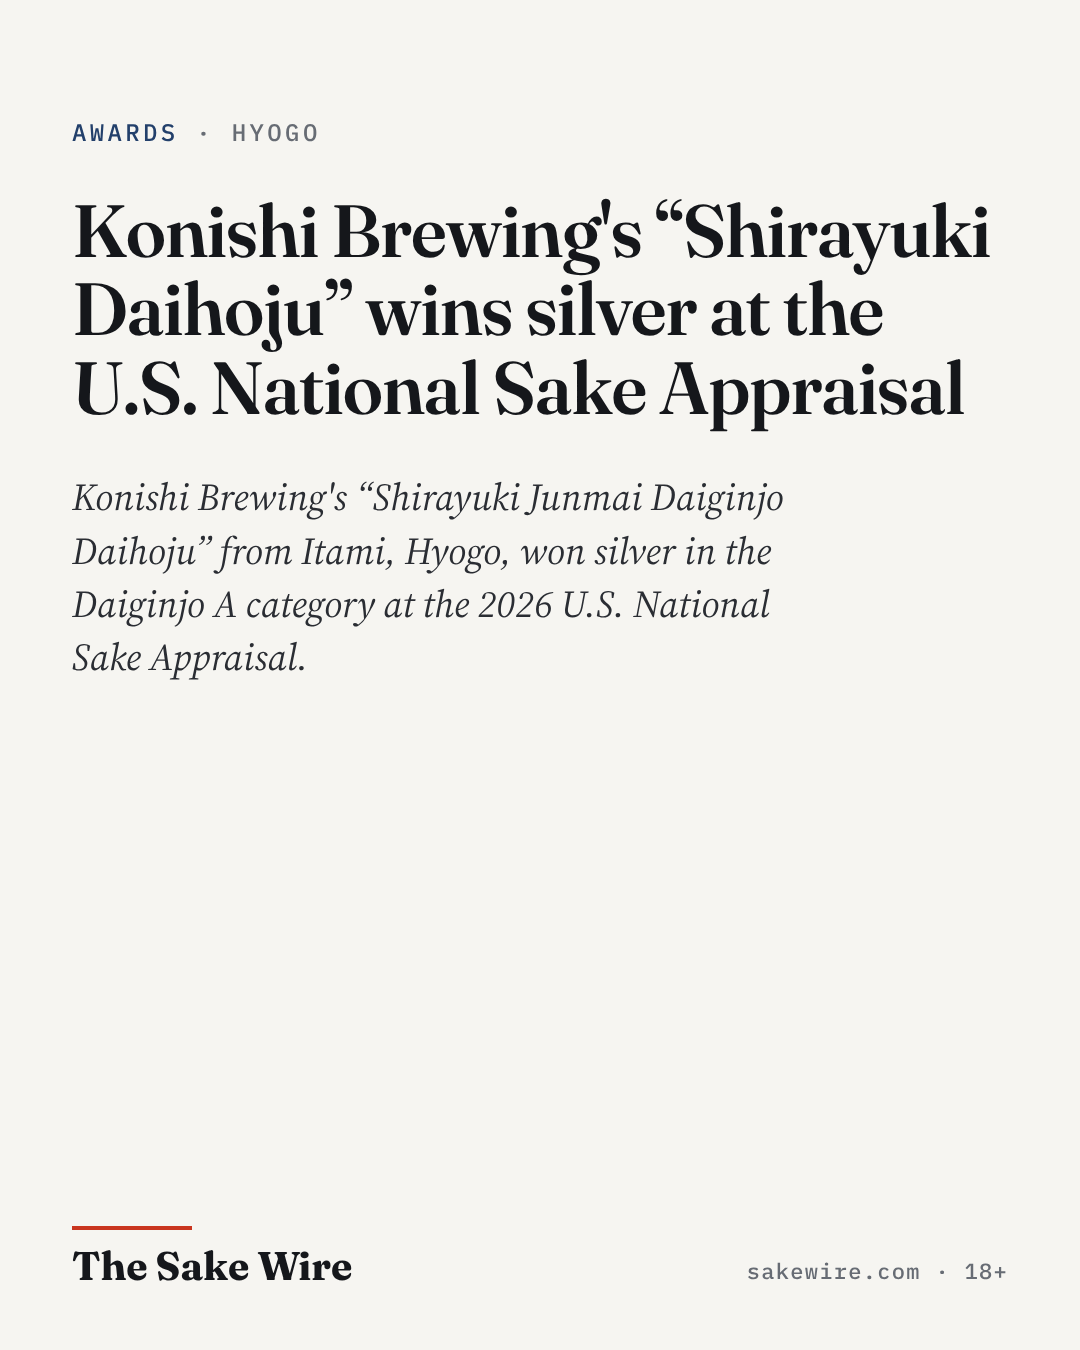 AWARDS · HYOGO
Konishi Brewing's “Shirayuki
Daihoju” wins silver at the
U.S. National Sake Appraisal
Konishi Brewing's “Shirayuki Junmai Daiginjo
Daihoju” from Itami, Hyogo, won silver in the
Daiginjo A category at the 2026 U.S. National
Sake Appraisal.
The Sake Wire
sakewire.com · 18+